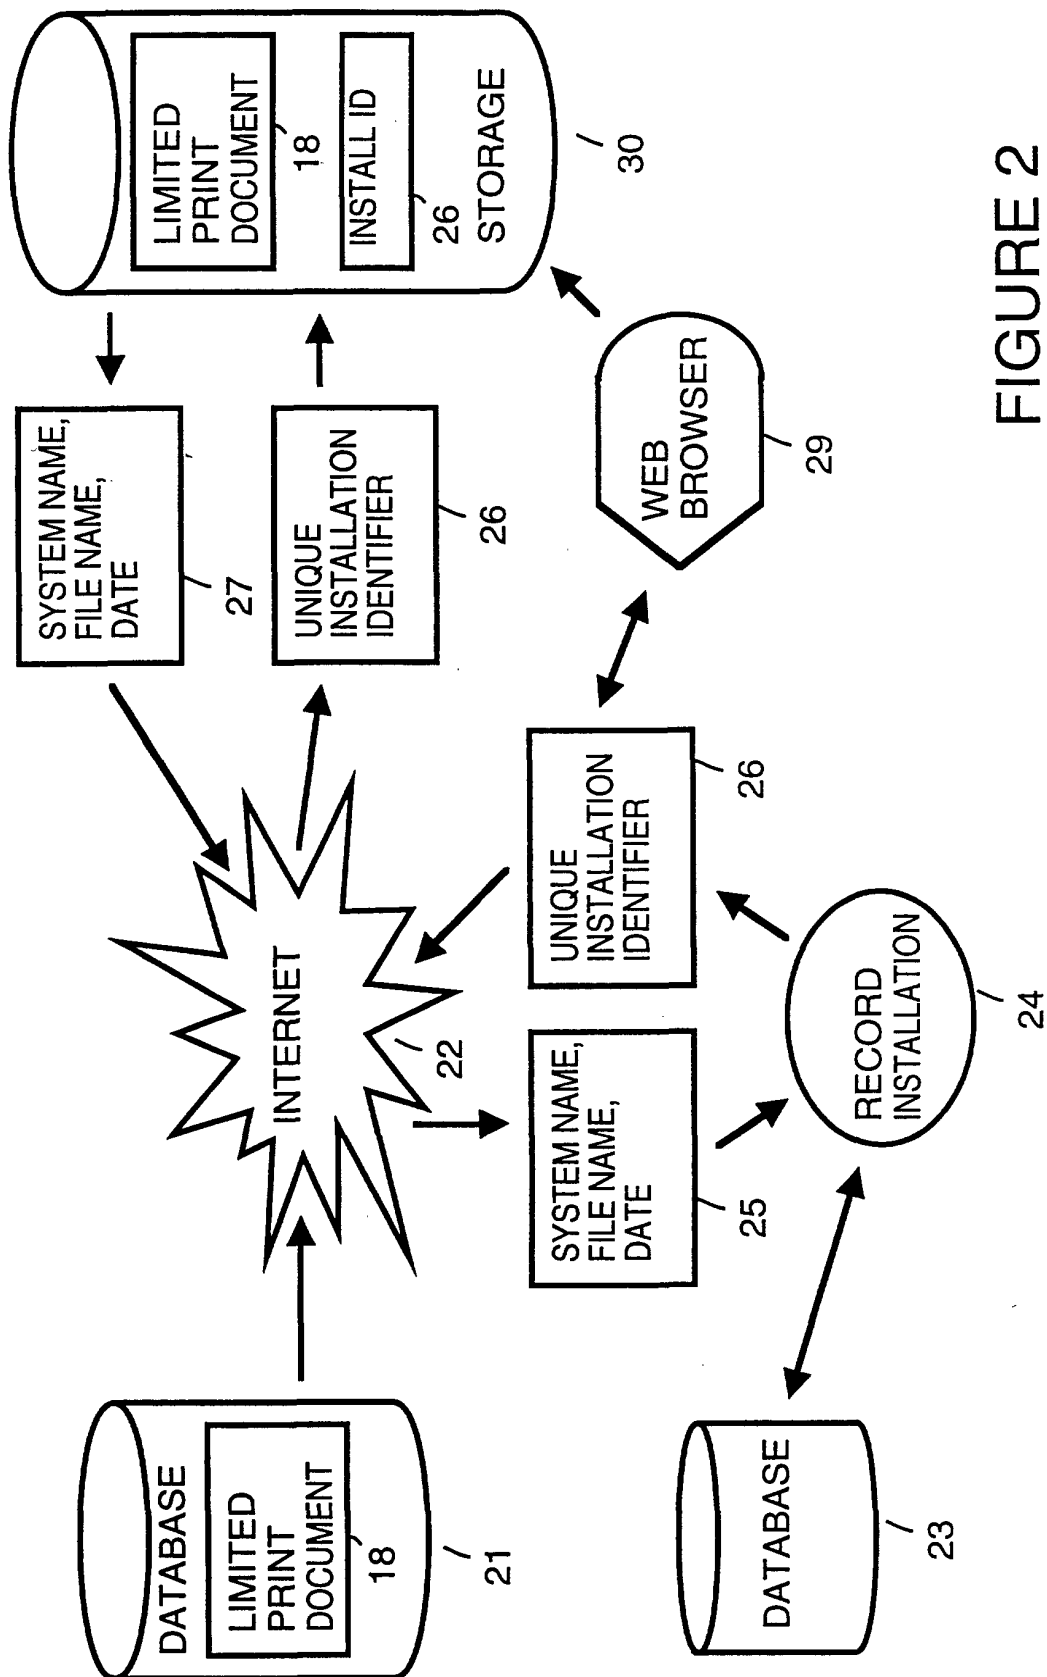 DATABASE
LIMITED
PRINT
DOCUMENT
18
21
INTERNET
22
SYSTEM NAME,
FILE NAME,
DATE
27
UNIQUE
INSTALLATION
IDENTIFIER
26
LIMITED
PRINT
DOCUMENT
18
INSTALL ID
26
STORAGE
30
DATABASE
23
SYSTEM NAME,
FILE NAME,
DATE
25
UNIQUE
INSTALLATION
IDENTIFIER
26
RECORD
INSTALLATION
24
WEB
BROWSER
29
FIGURE 2